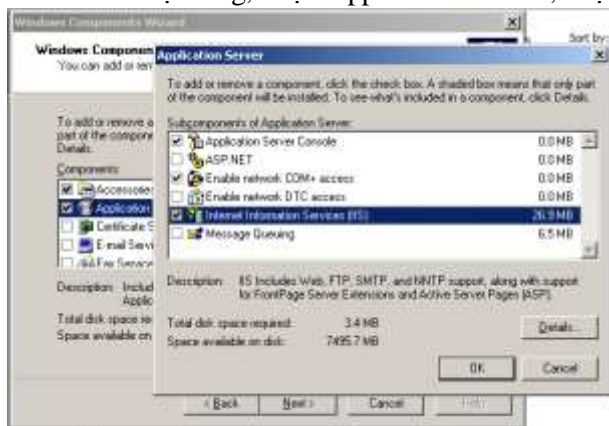 Windows Components Wizard
Sort by:
Windows Componen
You can add or rem
Application Server
To add or remove a component, click the check box. A shaded box means that only part
of the component will be installed. To see what's included in a component, click Details.
To add or remove a
part of the compone
Details.
Components
Accessories
Application
Certificate S
E-mail Servi
Fax Service
Description: Includ
Applic
Total disk space re
Space available on
Subcomponents of Application Server:
Application Server Console 0.0 MB
ASP.NET 0.0 MB
Enable network COM+ access 0.0 MB
Enable network DTC access 0.0 MB
Internet Information Services (IIS) 26.9 MB
Message Queuing 6.5 MB
Description: IIS Includes Web, FTP, SMTP, and NNTP support, along with support
for FrontPage Server Extensions and Active Server Pages (ASP).
Total disk space required: 3.4 MB
Space available on disk: 7495.7 MB
Details...
OK
Cancel
< Back
Next >
Cancel
Help